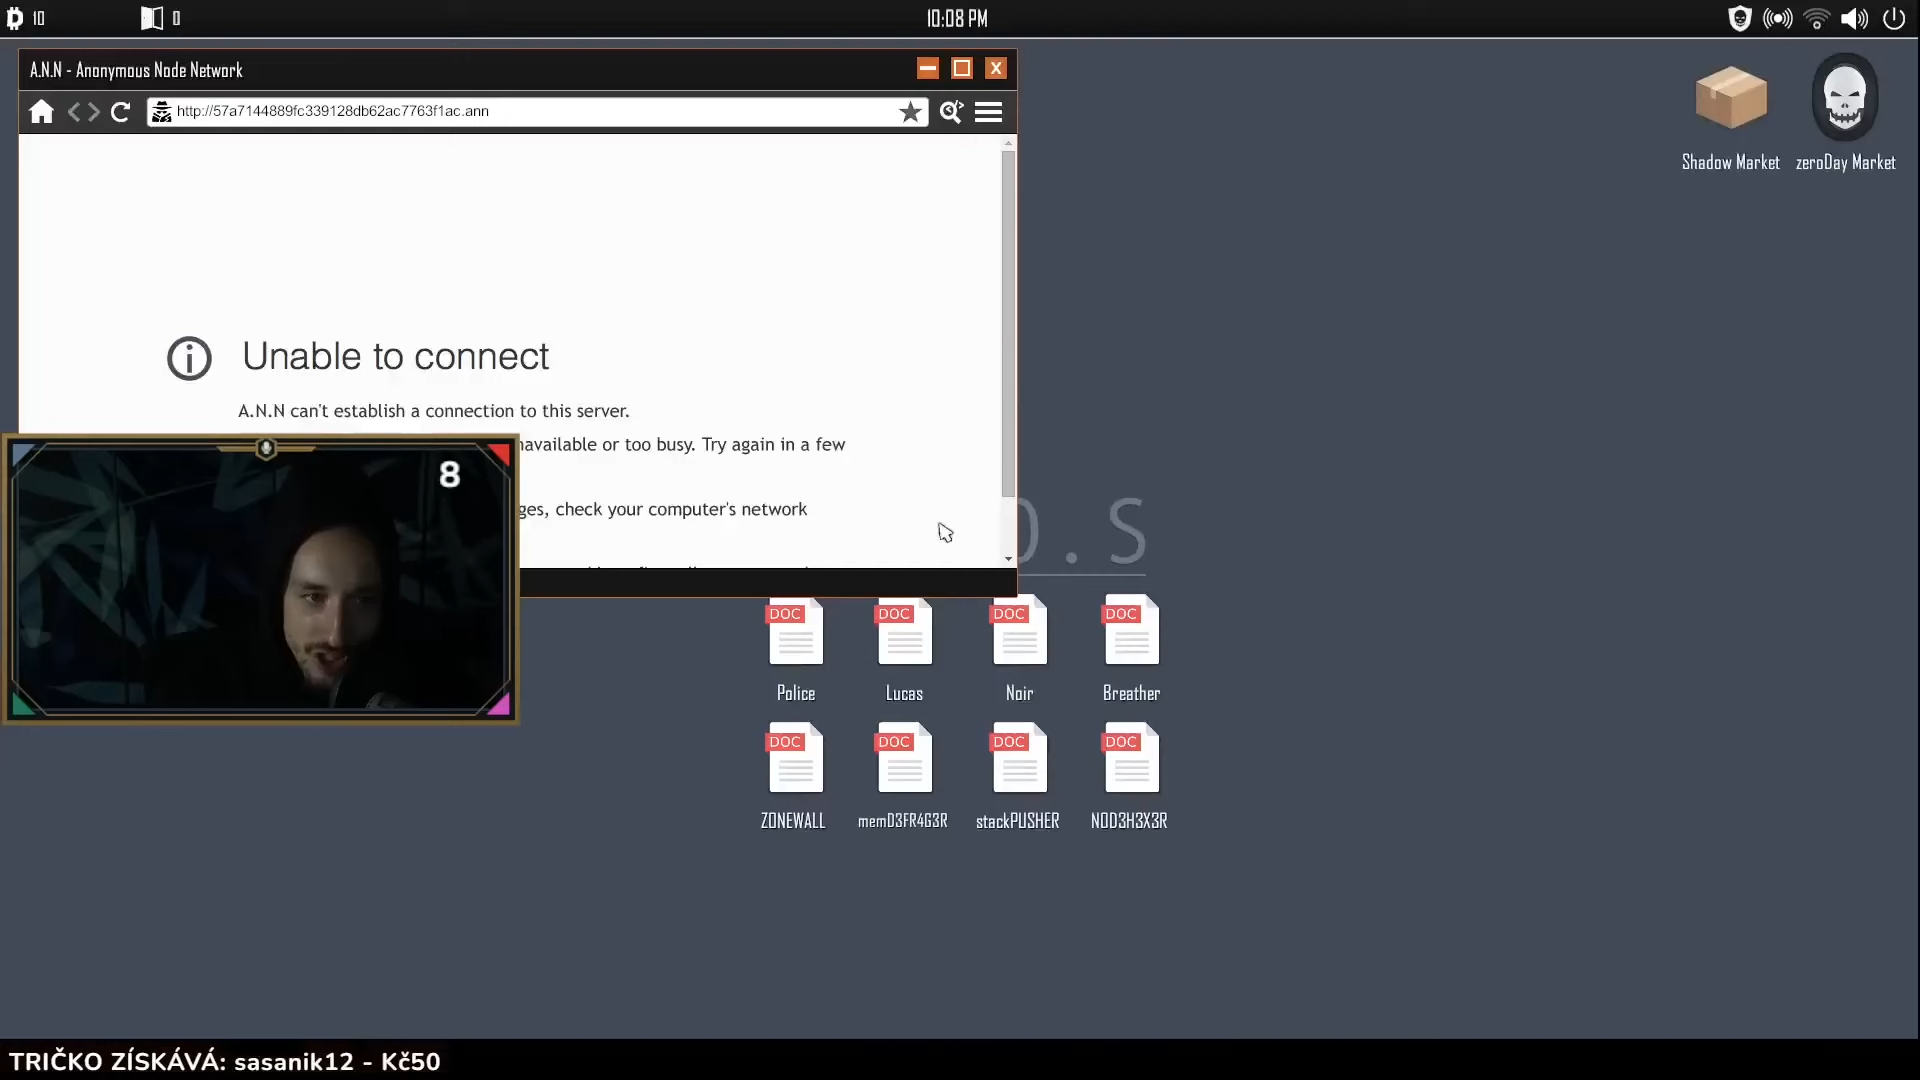 10
0
10:08 PM
A.N.N - Anonymous Node Network
http://57a7144889fc339128db62ac7763f1ac.ann
Shadow Market
zeroDay Market
Unable to connect
A.N.N can't establish a connection to this server.
navailable or too busy. Try again in a few
ges, check your computer's network
8
O.S
DOC
DOC
DOC
DOC
Police
Lucas
Noir
Breather
DOC
DOC
DOC
DOC
ZONEWALL
memD3FR4G3R
stackPUSHER
NOD3H3X3R
TRIČKO ZÍSKÁVÁ: sasanik12 - Kč50